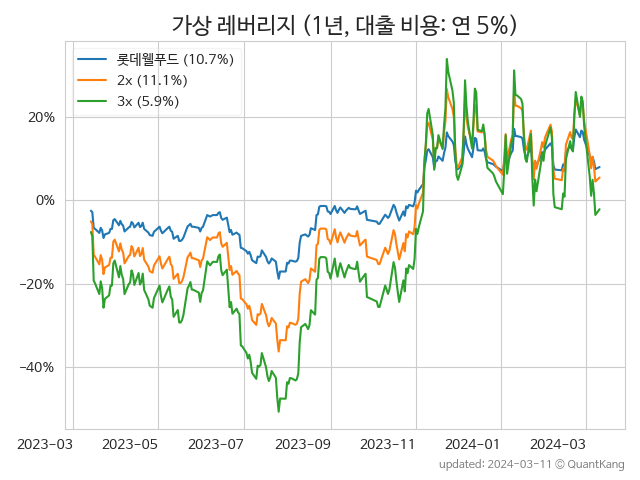 가상 레버리지 (1년, 대출 비용: 연 5%)
롯데웰푸드 (10.7%)
2x (11.1%)
3x (5.9%)
20%
0%
−20%
−40%
2023-03 2023-05 2023-07 2023-09 2023-11 2024-01 2024-03
updated: 2024-03-11 © QuantKang